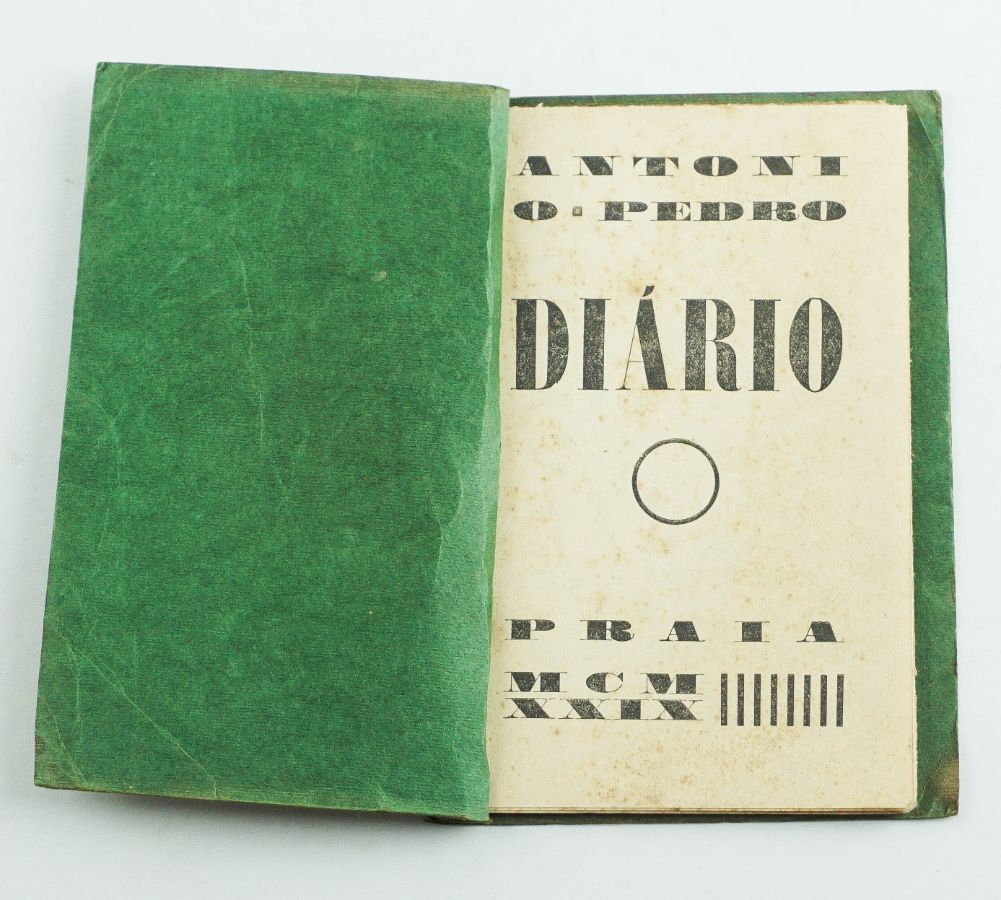 ANTONI
O · PEDRO
DIÁRIO
PRAIA
MCM
XXIX